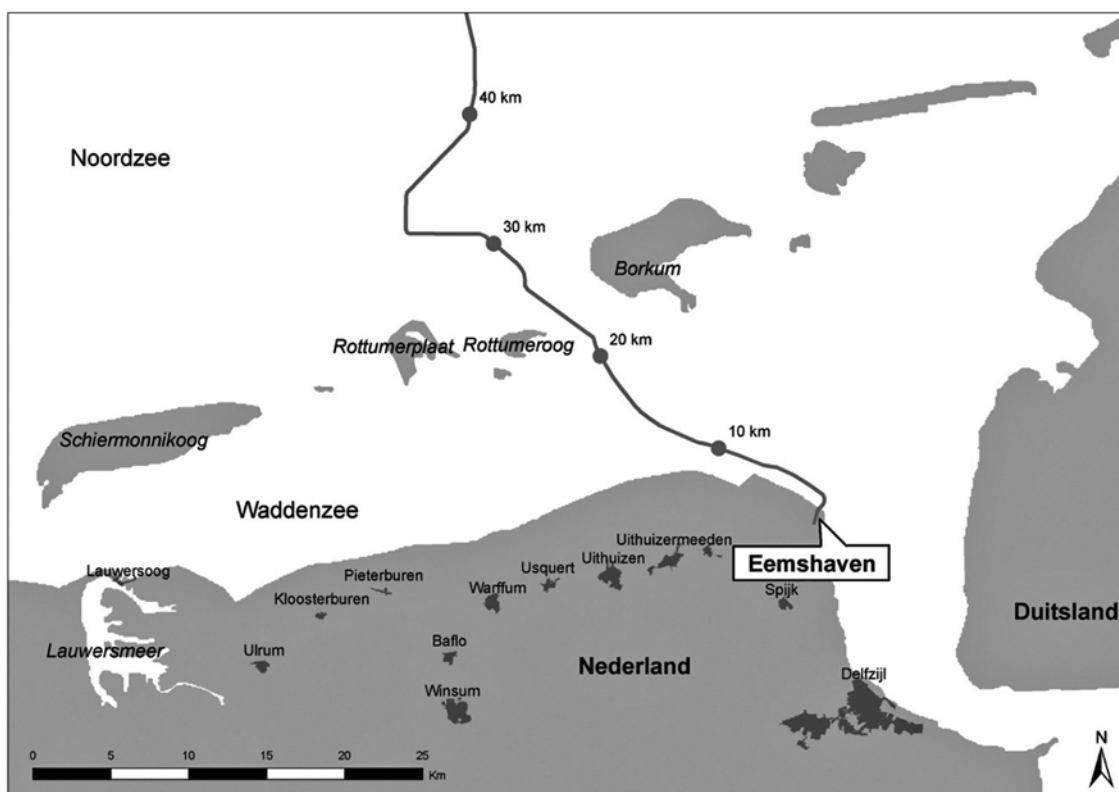 40 km
Noordzee
30 km
Borkum
Rottumerplaat
Rottumeroog
20 km
Schiermonnikoog
10 km
Waddenzee
Lauwersoog
Pieterburen
Kloosterburen
Warffum
Usquert
Uithuizen
Uithuizermeeden
Eemshaven
Spijk
Duitsland
Lauwersmeer
Ulrum
Baflo
Nederland
Winsum
Delfzijl
0 5 10 15 20 25
Km
N